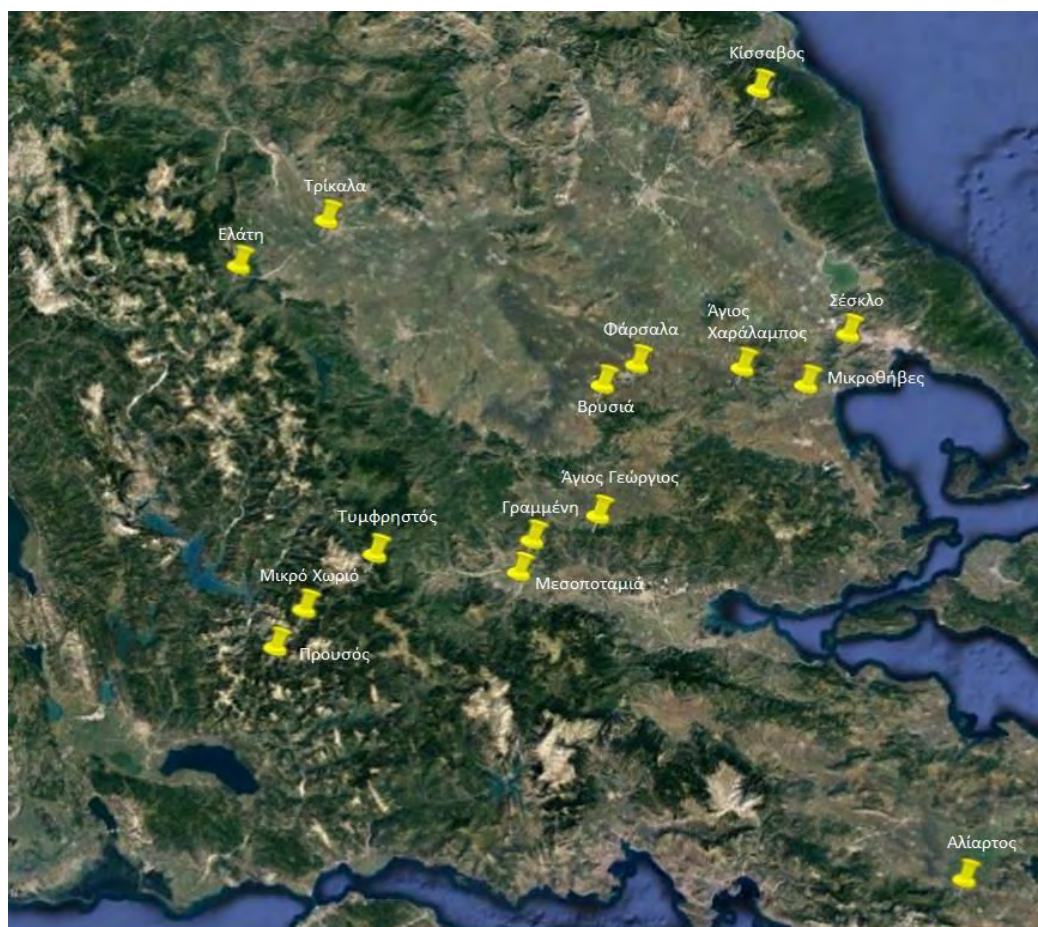 Κίσσαβος
Τρίκαλα
Ελάτη
Σέσκλο
Άγιος
Χαράλαμπος
Φάρσαλα
Μικροθήβες
Βρυσιά
Άγιος Γεώργιος
Γραμμένη
Τυμφρηστός
Μεσοποταμιά
Μικρό Χωριό
Προυσός
Αλίαρτος